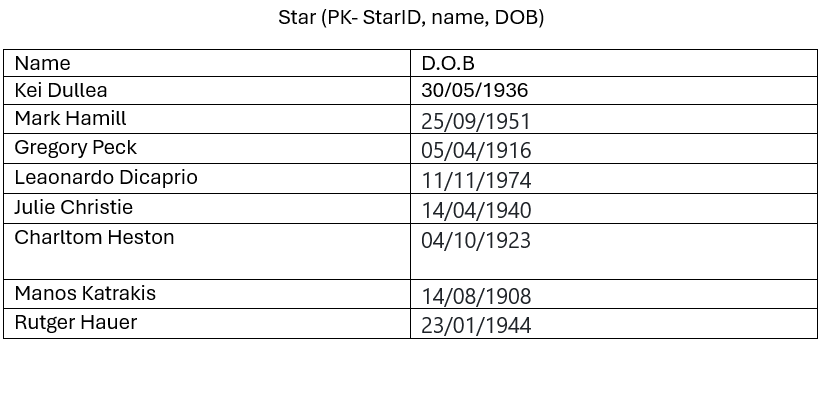 Star (PK- StarID, name, DOB)
Name D.O.B
Kei Dullea 30/05/1936
Mark Hamill 25/09/1951
Gregory Peck 05/04/1916
Leaonardo Dicaprio 11/11/1974
Julie Christie 14/04/1940
Charltom Heston 04/10/1923
Manos Katrakis 14/08/1908
Rutger Hauer 23/01/1944